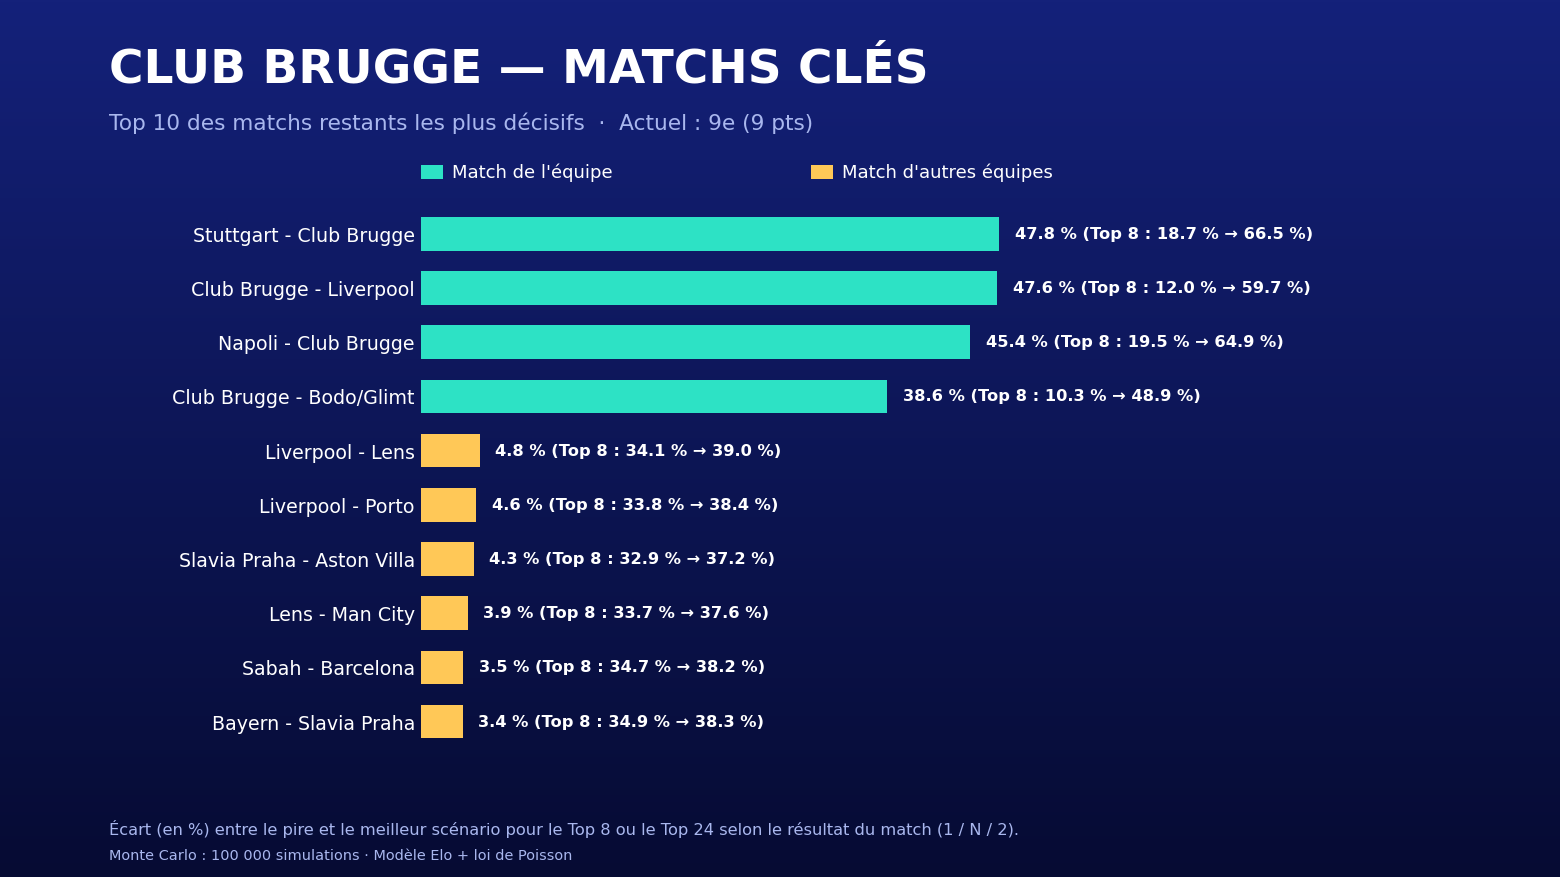 CLUB BRUGGE — MATCHS CLÉS
Top 10 des matchs restants les plus décisifs · Actuel : 9e (9 pts)
Match de l'équipe
Match d'autres équipes
Stuttgart - Club Brugge 47.8 % (Top 8 : 18.7 % → 66.5 %)
Club Brugge - Liverpool 47.6 % (Top 8 : 12.0 % → 59.7 %)
Napoli - Club Brugge 45.4 % (Top 8 : 19.5 % → 64.9 %)
Club Brugge - Bodo/Glimt 38.6 % (Top 8 : 10.3 % → 48.9 %)
Liverpool - Lens 4.8 % (Top 8 : 34.1 % → 39.0 %)
Liverpool - Porto 4.6 % (Top 8 : 33.8 % → 38.4 %)
Slavia Praha - Aston Villa 4.3 % (Top 8 : 32.9 % → 37.2 %)
Lens - Man City 3.9 % (Top 8 : 33.7 % → 37.6 %)
Sabah - Barcelona 3.5 % (Top 8 : 34.7 % → 38.2 %)
Bayern - Slavia Praha 3.4 % (Top 8 : 34.9 % → 38.3 %)
Écart (en %) entre le pire et le meilleur scénario pour le Top 8 ou le Top 24 selon le résultat du match (1 / N / 2).
Monte Carlo : 100 000 simulations · Modèle Elo + loi de Poisson